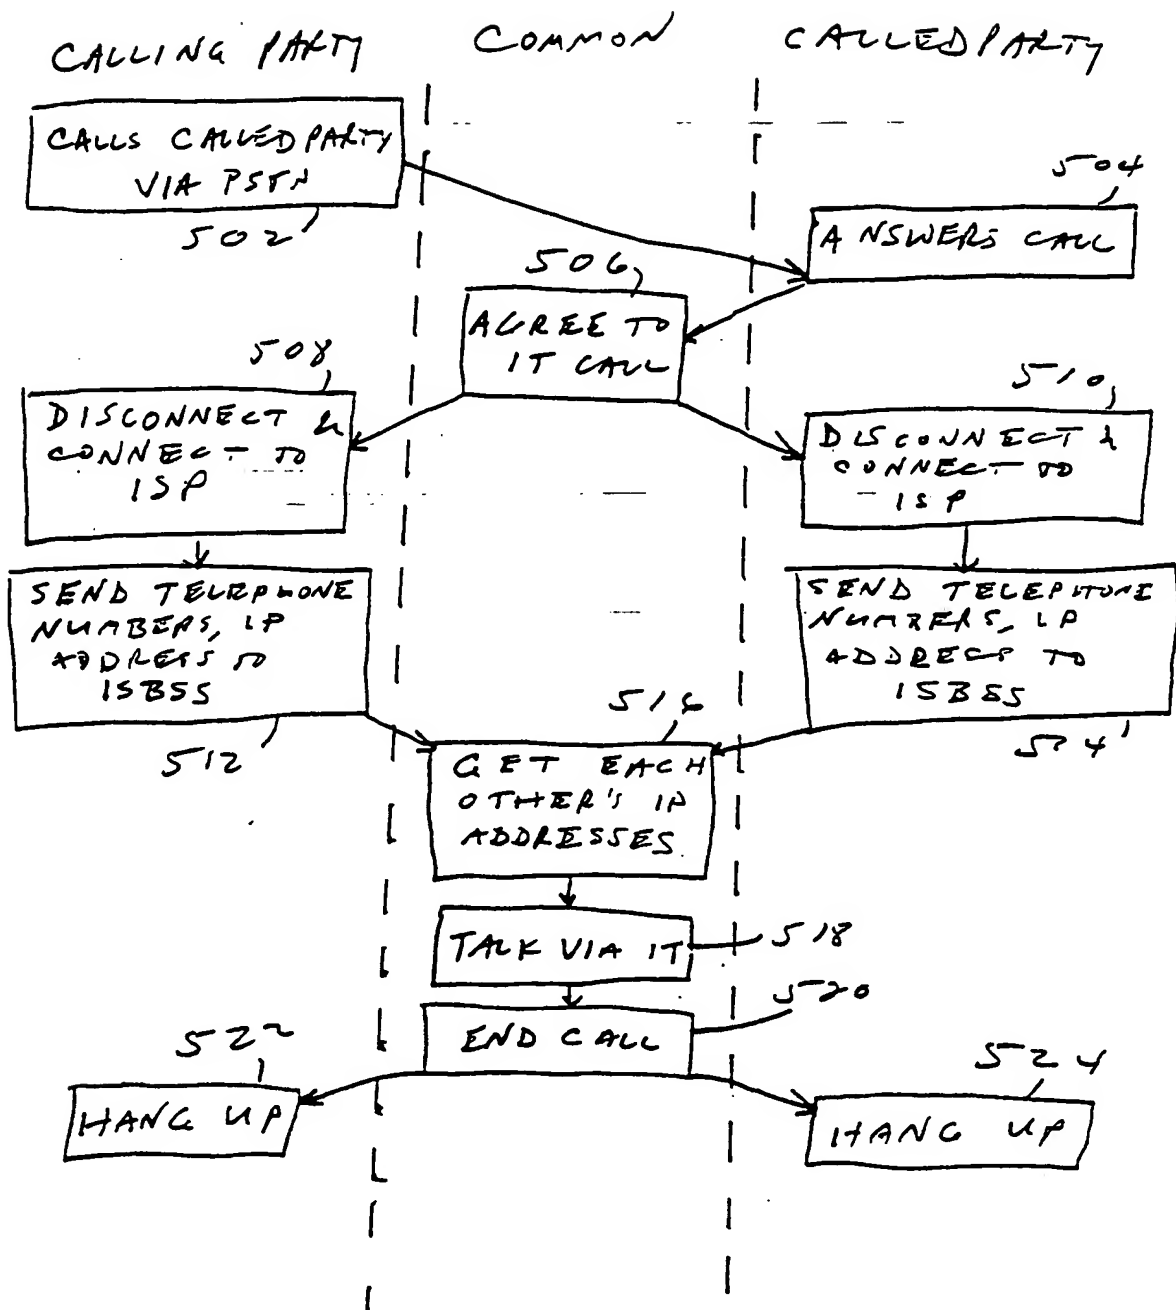 CALLING PARTY
COMMON
CALLED PARTY
CALLS CALLED PARTY
VIA PSTN
502
504
ANSWERS CALL
506
AGREE TO
IT CALL
508
DISCONNECT &
CONNECT TO
ISP
510
DISCONNECT &
CONNECT TO
ISP
SEND TELEPHONE
NUMBERS, IP
ADDRESS TO
ISBSS
512
SEND TELEPHONE
NUMBERS, IP
ADDRESS TO
ISBSS
514
516
GET EACH
OTHER'S IP
ADDRESSES
TALK VIA IT
518
END CALL
520
522
HANG UP
524
HANG UP